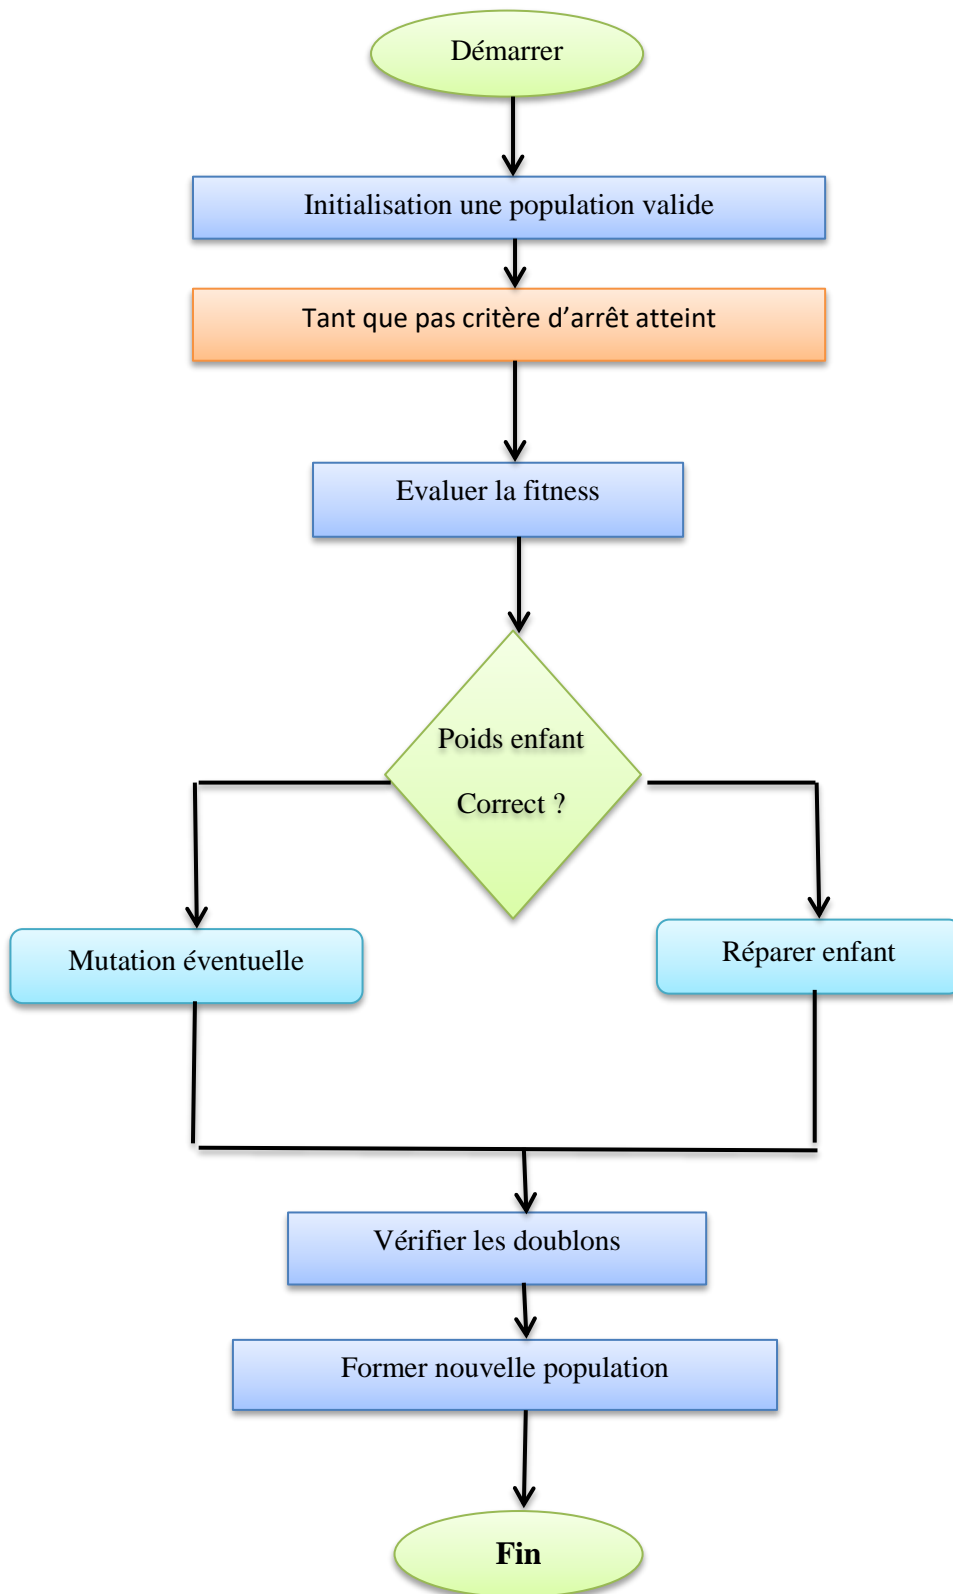 Démarrer
Initialisation une population valide
Tant que pas critère d’arrêt atteint
Evaluer la fitness
Poids enfant
Correct ?
Mutation éventuelle
Réparer enfant
Vérifier les doublons
Former nouvelle population
Fin